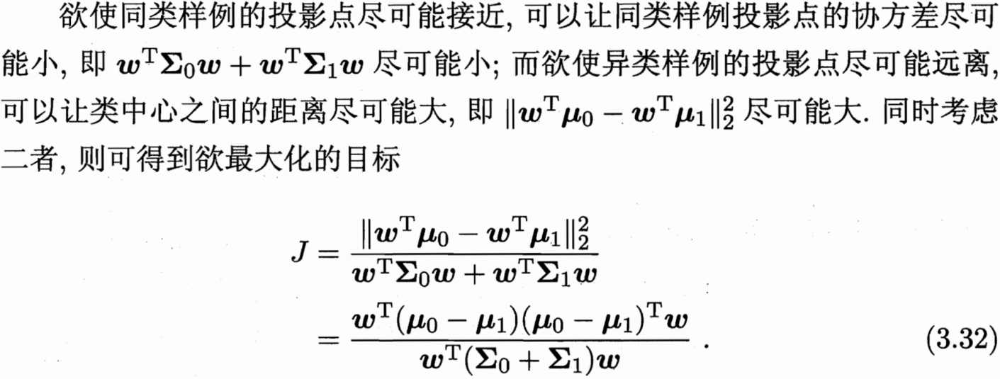 欲使同类样例的投影点尽可能接近, 可以让同类样例投影点的协方差尽可
能小, 即 $\boldsymbol{w}^{\mathrm{T}}\boldsymbol{\Sigma}_0\boldsymbol{w} + \boldsymbol{w}^{\mathrm{T}}\boldsymbol{\Sigma}_1\boldsymbol{w}$ 尽可能小; 而欲使异类样例的投影点尽可能远离,
可以让类中心之间的距离尽可能大, 即 $\|\boldsymbol{w}^{\mathrm{T}}\boldsymbol{\mu}_0 - \boldsymbol{w}^{\mathrm{T}}\boldsymbol{\mu}_1\|_2^2$ 尽可能大. 同时考虑
二者, 则可得到欲最大化的目标
$J = \frac{\|\boldsymbol{w}^{\mathrm{T}}\boldsymbol{\mu}_0 - \boldsymbol{w}^{\mathrm{T}}\boldsymbol{\mu}_1\|_2^2}{\boldsymbol{w}^{\mathrm{T}}\boldsymbol{\Sigma}_0\boldsymbol{w} + \boldsymbol{w}^{\mathrm{T}}\boldsymbol{\Sigma}_1\boldsymbol{w}}$
$= \frac{\boldsymbol{w}^{\mathrm{T}}(\boldsymbol{\mu}_0 - \boldsymbol{\mu}_1)(\boldsymbol{\mu}_0 - \boldsymbol{\mu}_1)^{\mathrm{T}}\boldsymbol{w}}{\boldsymbol{w}^{\mathrm{T}}(\boldsymbol{\Sigma}_0 + \boldsymbol{\Sigma}_1)\boldsymbol{w}}$ . (3.32)